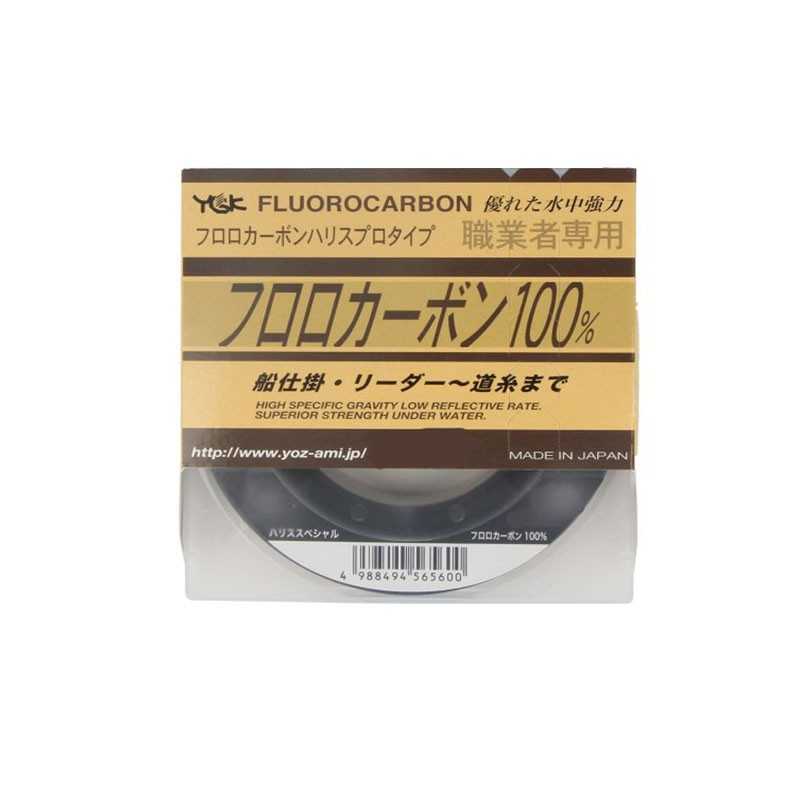 YGK FLUOROCARBON 優れた水中強力
フロロカーボンハリスプロタイプ 職業者専用
フロロカーボン100%
船仕掛・リーダー～道糸まで
HIGH SPECIFIC GRAVITY LOW REFLECTIVE RATE.
SUPERIOR STRENGTH UNDER WATER.
http://www.yoz-ami.jp/ MADE IN JAPAN
ハリススペシャル フロロカーボン100%
4 988494 565600